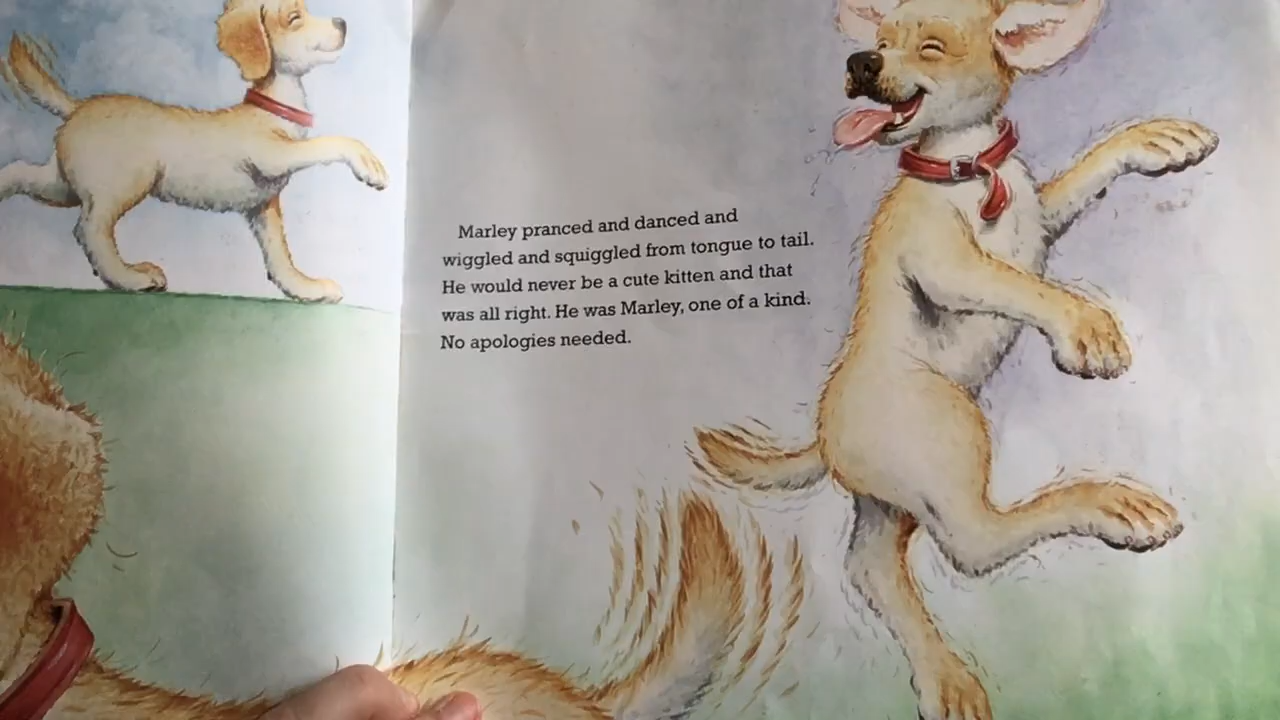 Marley pranced and danced and
wiggled and squiggled from tongue to tail.
He would never be a cute kitten and that
was all right. He was Marley, one of a kind.
No apologies needed.